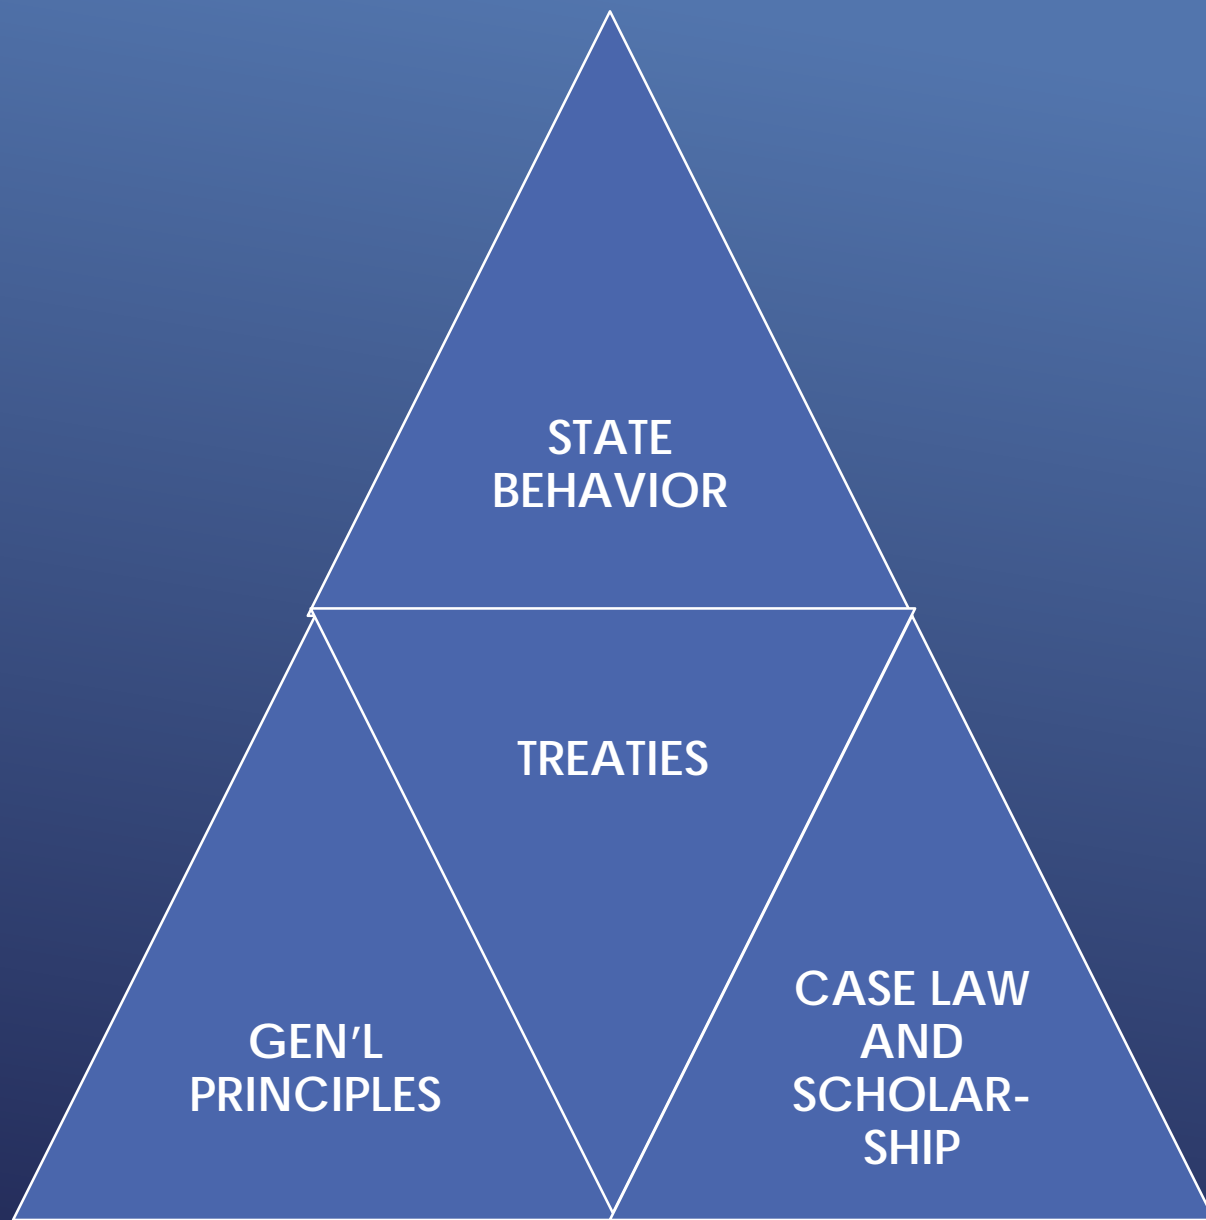 STATE
BEHAVIOR
TREATIES
GEN’L
PRINCIPLES
CASE LAW
AND
SCHOLAR-
SHIP